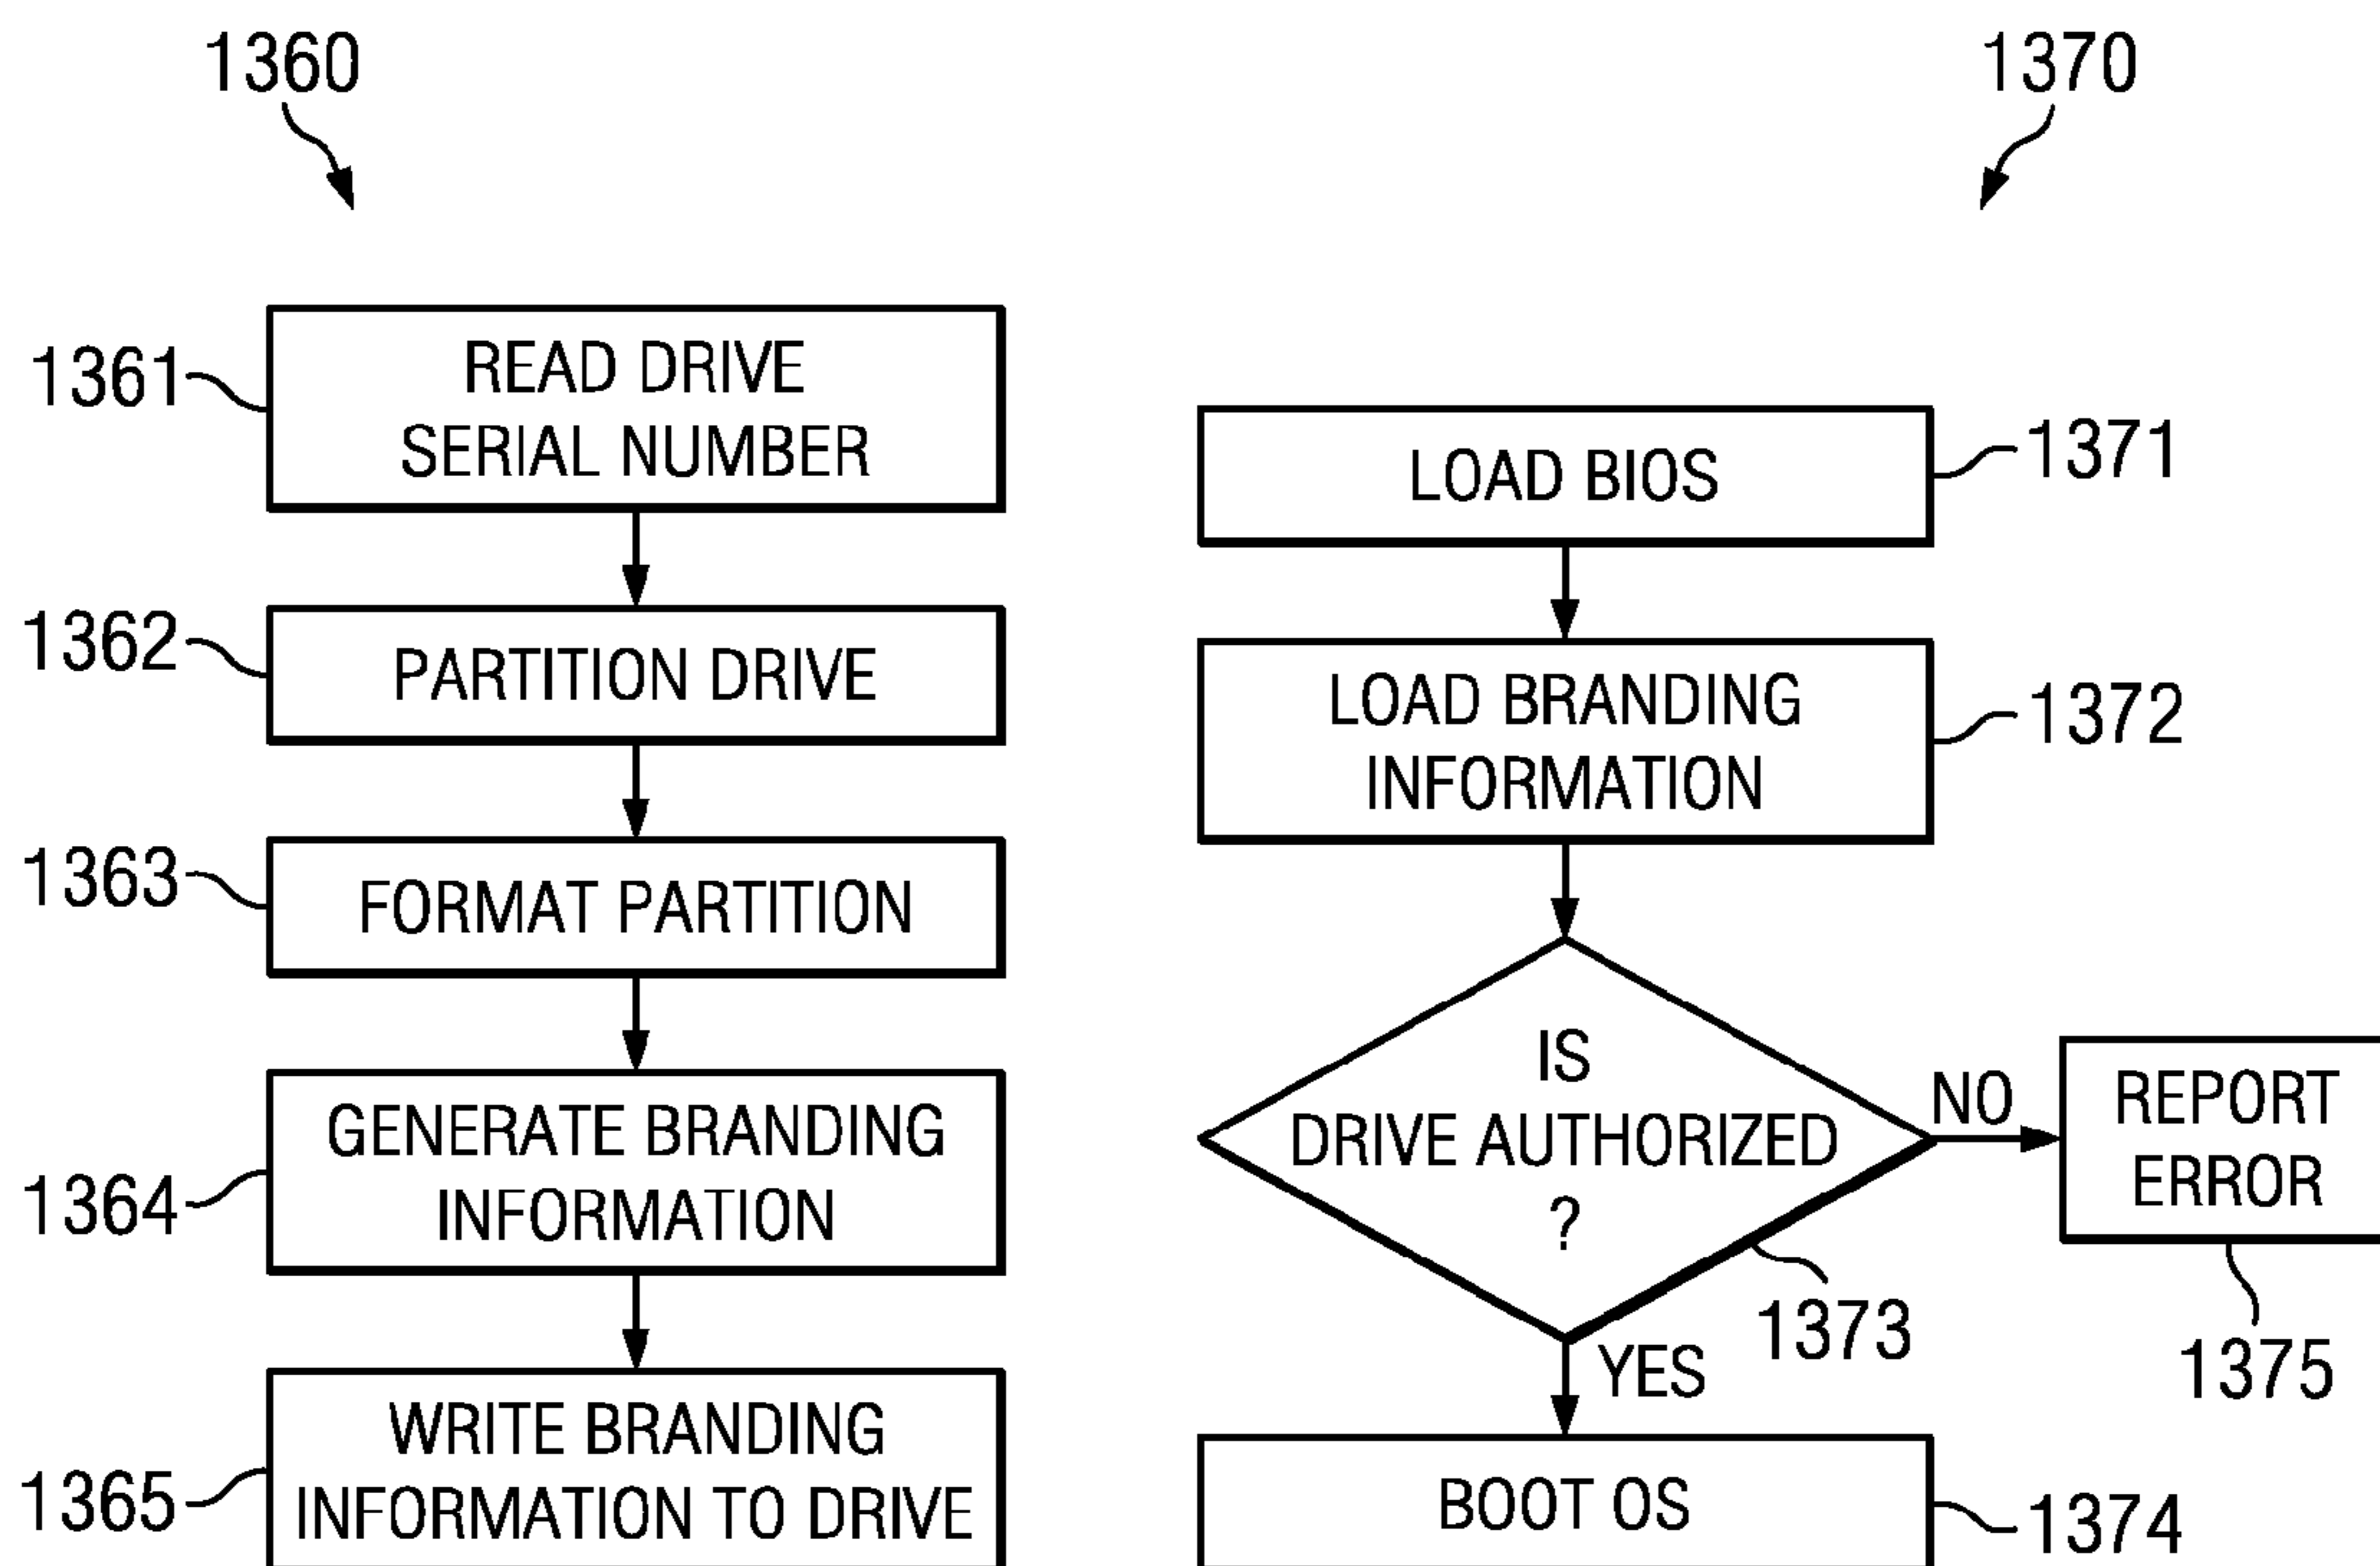 1360
1361
READ DRIVE
SERIAL NUMBER
1362
PARTITION DRIVE
1363
FORMAT PARTITION
1364
GENERATE BRANDING
INFORMATION
1365
WRITE BRANDING
INFORMATION TO DRIVE
1370
LOAD BIOS
1371
LOAD BRANDING
INFORMATION
1372
IS
DRIVE AUTHORIZED
?
1373
NO
REPORT
ERROR
1375
YES
BOOT OS
1374